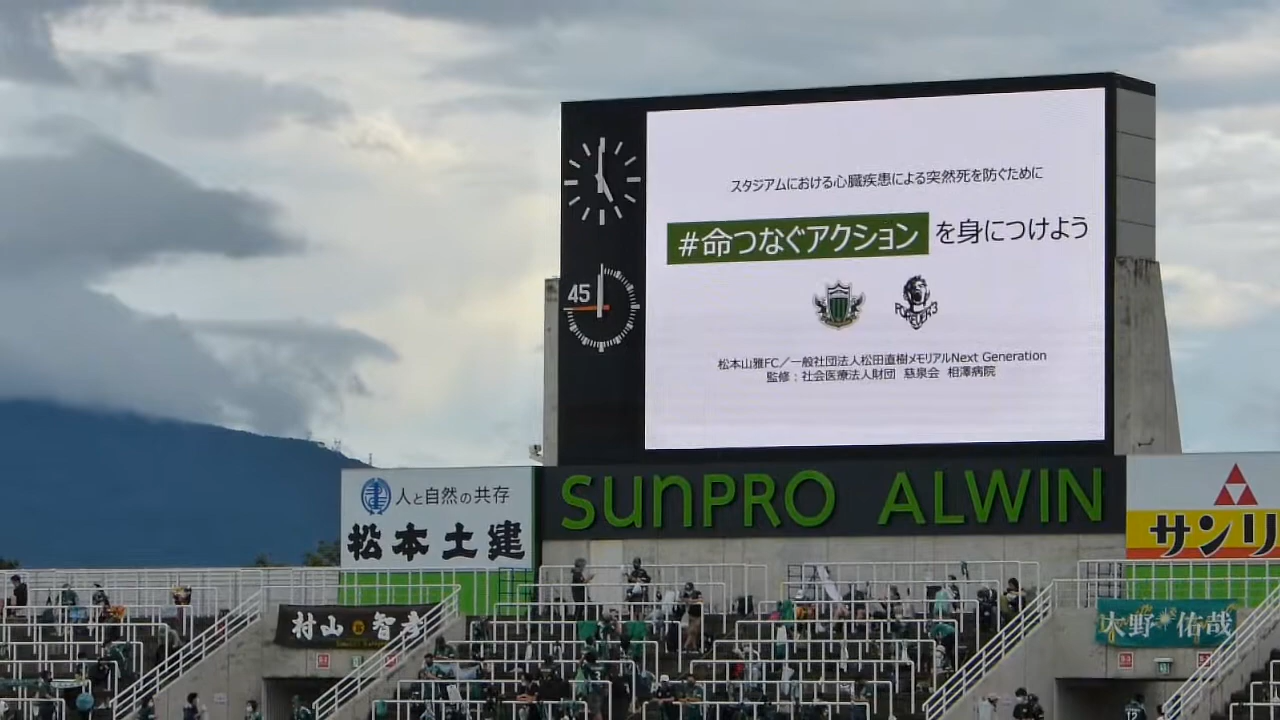 スタジアムにおける心臓疾患による突然死を防ぐために
#命つなぐアクション を身につけよう
松本山雅FC／一般社団法人松田直樹メモリアルNext Generation
監修：社会医療法人財団 慈泉会 相澤病院
45
SUNPRO ALWIN
人と自然の共存
松本土建
サンリ
村山 智彦
大野 佑哉